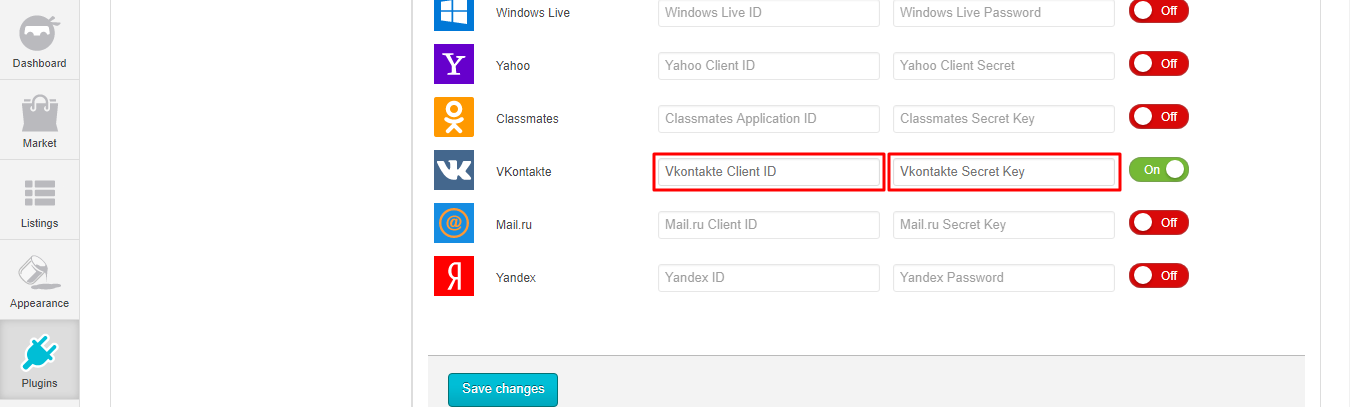 Dashboard
Market
Listings
Appearance
Plugins
Windows Live Windows Live ID Windows Live Password Off
Y Yahoo Yahoo Client ID Yahoo Client Secret Off
Classmates Classmates Application ID Classmates Secret Key Off
VKontakte Vkontakte Client ID Vkontakte Secret Key On
@ Mail.ru Mail.ru Client ID Mail.ru Secret Key Off
Я Yandex Yandex ID Yandex Password Off
Save changes